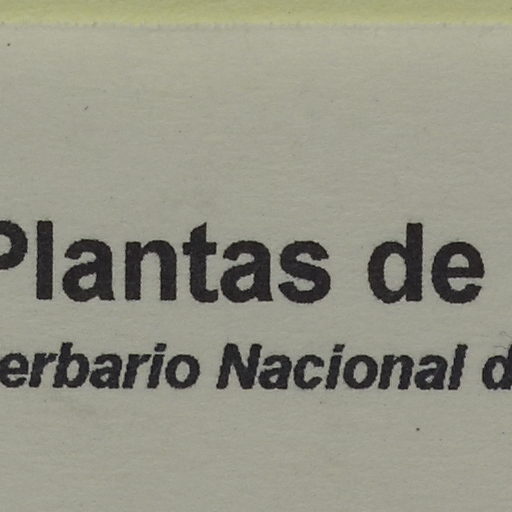 Plantas de
erbario Nacional d